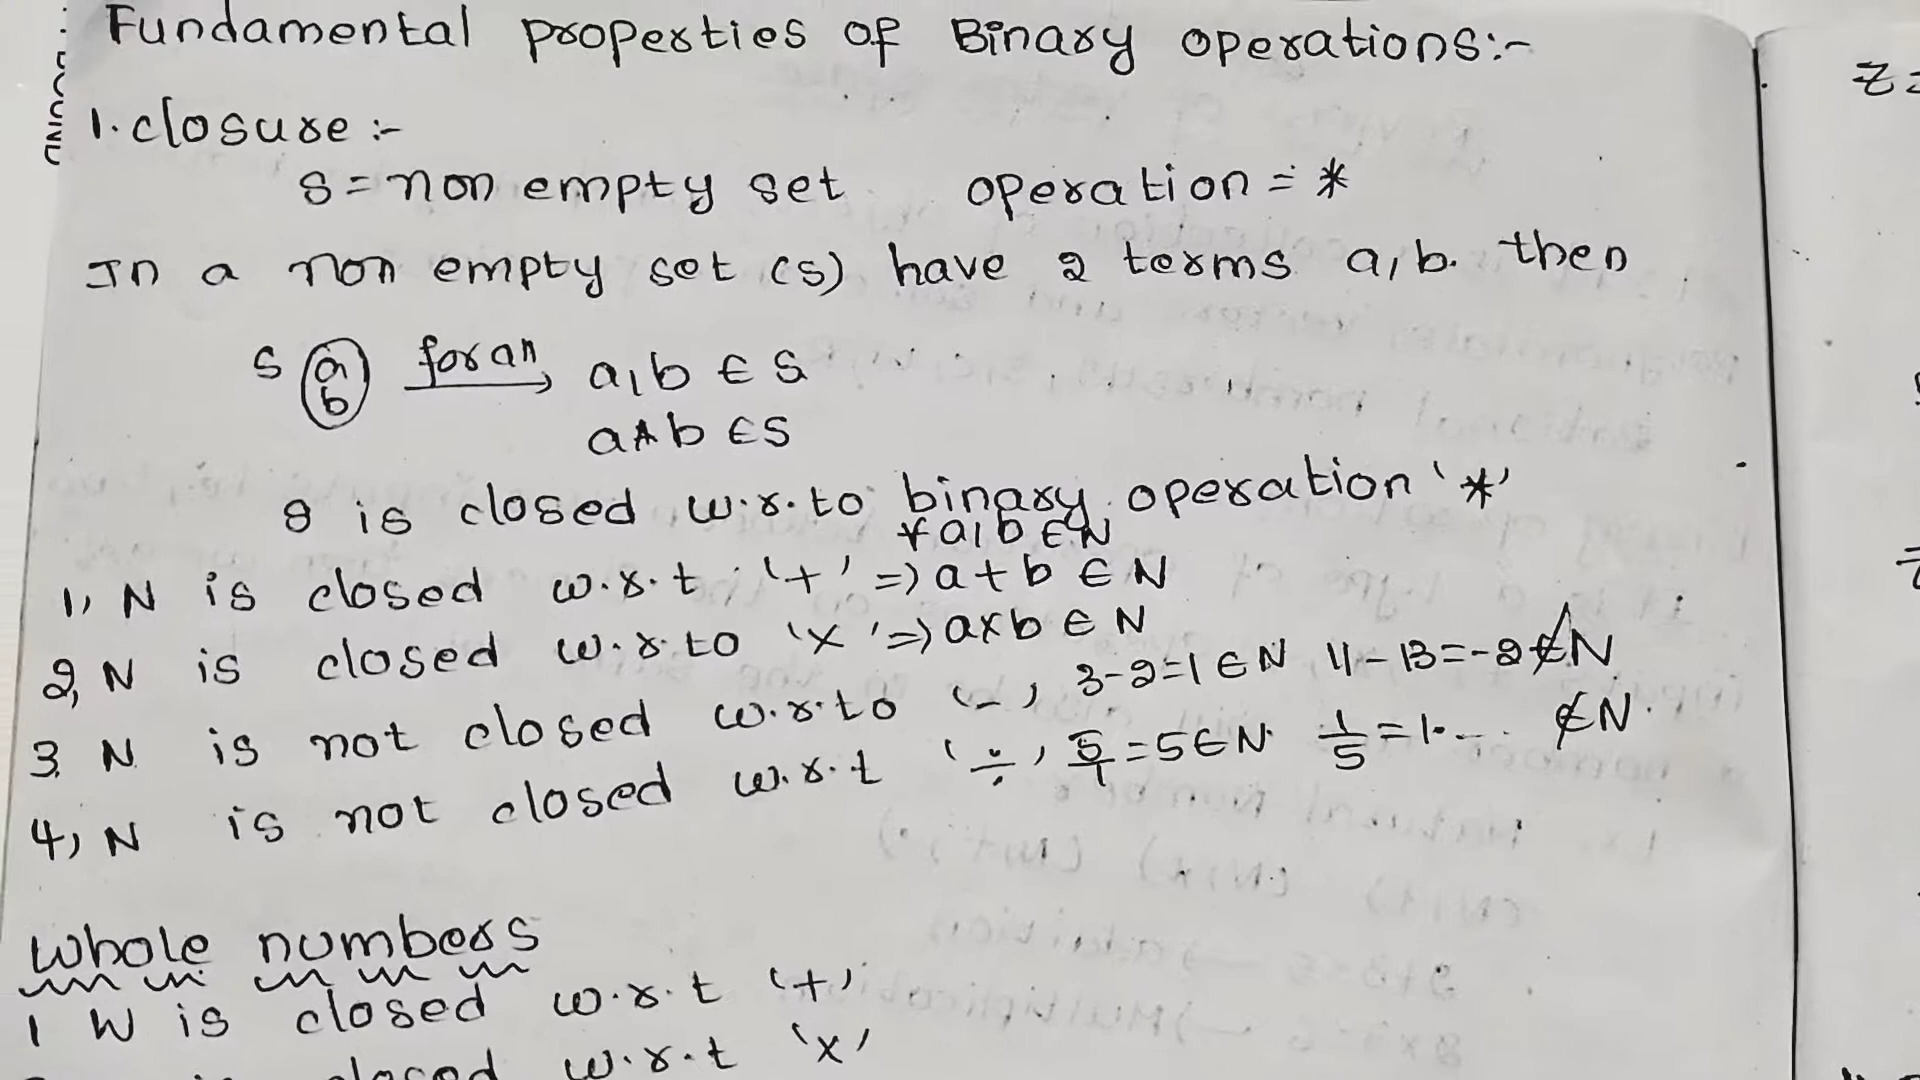 Fundamental properties of Binary operations:-
1. closure :-
S = non empty set operation = *
In a non empty set (S) have 2 terms a, b. then
S a b for an a, b ∈ S
a * b ∈ S
S is closed w.r.to binary operation '*'
∀ a, b ∈ N
1, N is closed w.r.t '+' => a + b ∈ N
2, N is closed w.r.to 'x' => a x b ∈ N
3. N is not closed w.r.to '-' 3-2=1 ∈ N 11-13=-2 ∉ N
4, N is not closed w.r.t '÷' 5/1 = 5 ∈ N 1/5 = 1.... ∉ N.
Whole numbers
1 W is closed w.r.t '+'
is closed w.r.t 'x'